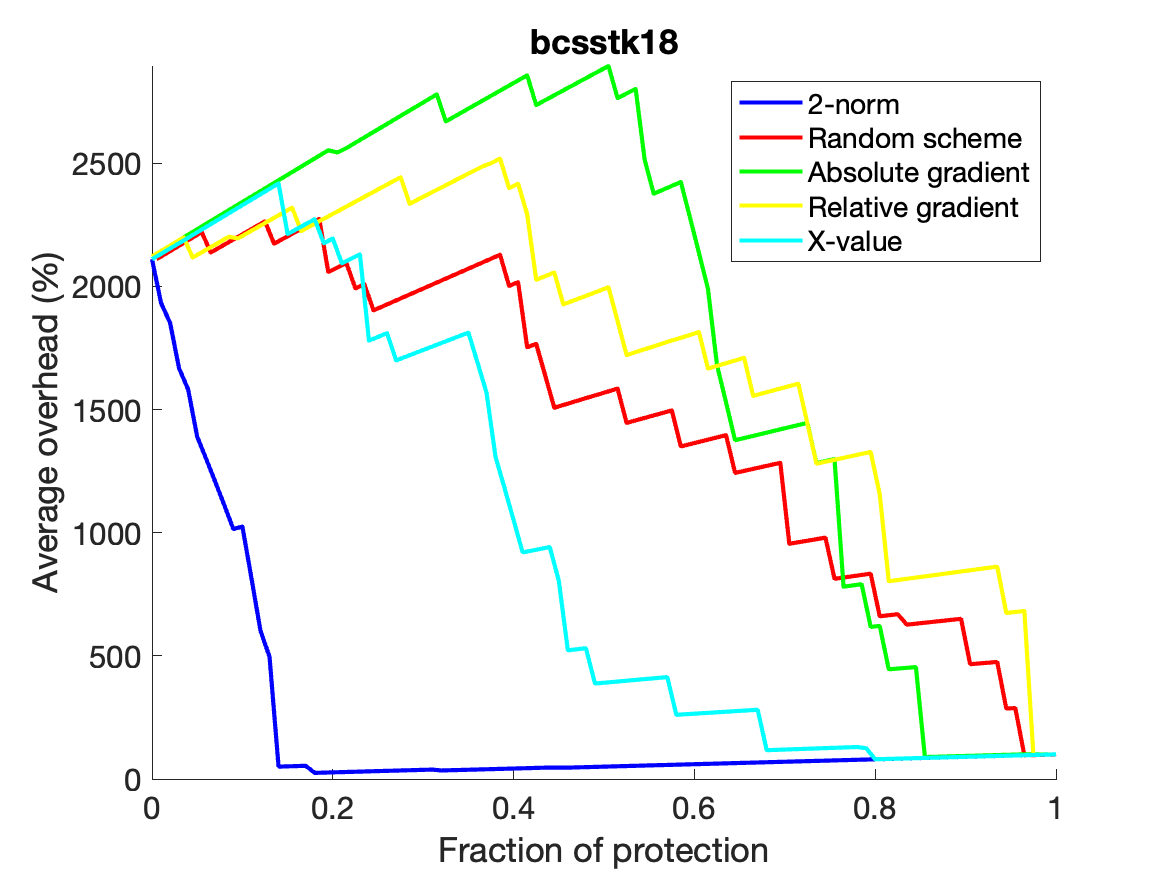 bcsstk18
2-norm
Random scheme
Absolute gradient
Relative gradient
X-value
Average overhead (%)
2500
2000
1500
1000
500
0
0 0.2 0.4 0.6 0.8 1
Fraction of protection